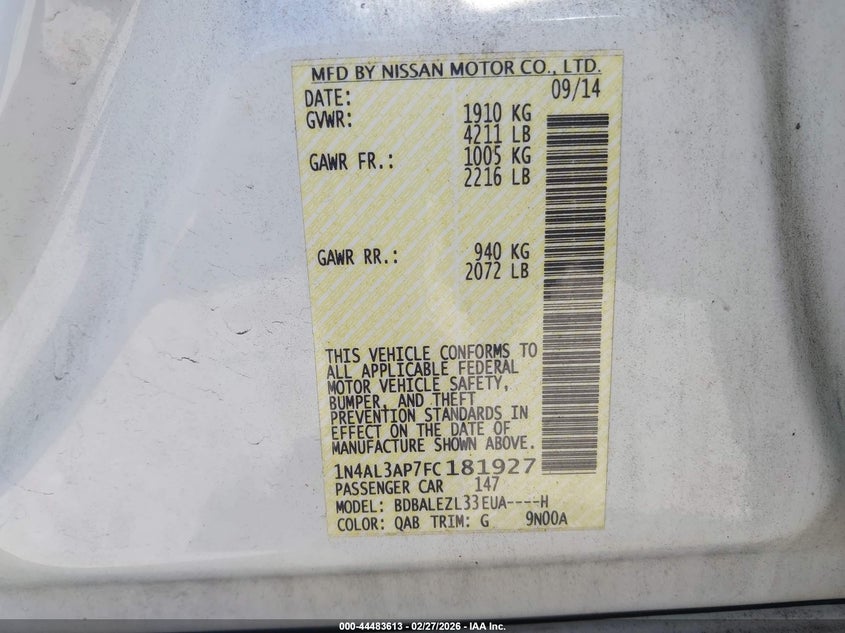 MFD BY NISSAN MOTOR CO., LTD.
DATE: 09/14
GVWR: 1910 KG
4211 LB
GAWR FR.: 1005 KG
2216 LB
GAWR RR.: 940 KG
2072 LB
THIS VEHICLE CONFORMS TO
ALL APPLICABLE FEDERAL
MOTOR VEHICLE SAFETY,
BUMPER, AND THEFT
PREVENTION STANDARDS IN
EFFECT ON THE DATE OF
MANUFACTURE SHOWN ABOVE.
1N4AL3AP7FC181927
PASSENGER CAR 147
MODEL: BDBALEZL33EUA----H
COLOR: QAB TRIM: G 9N00A
000-44483613 - 02/27/2026 - IAA Inc.